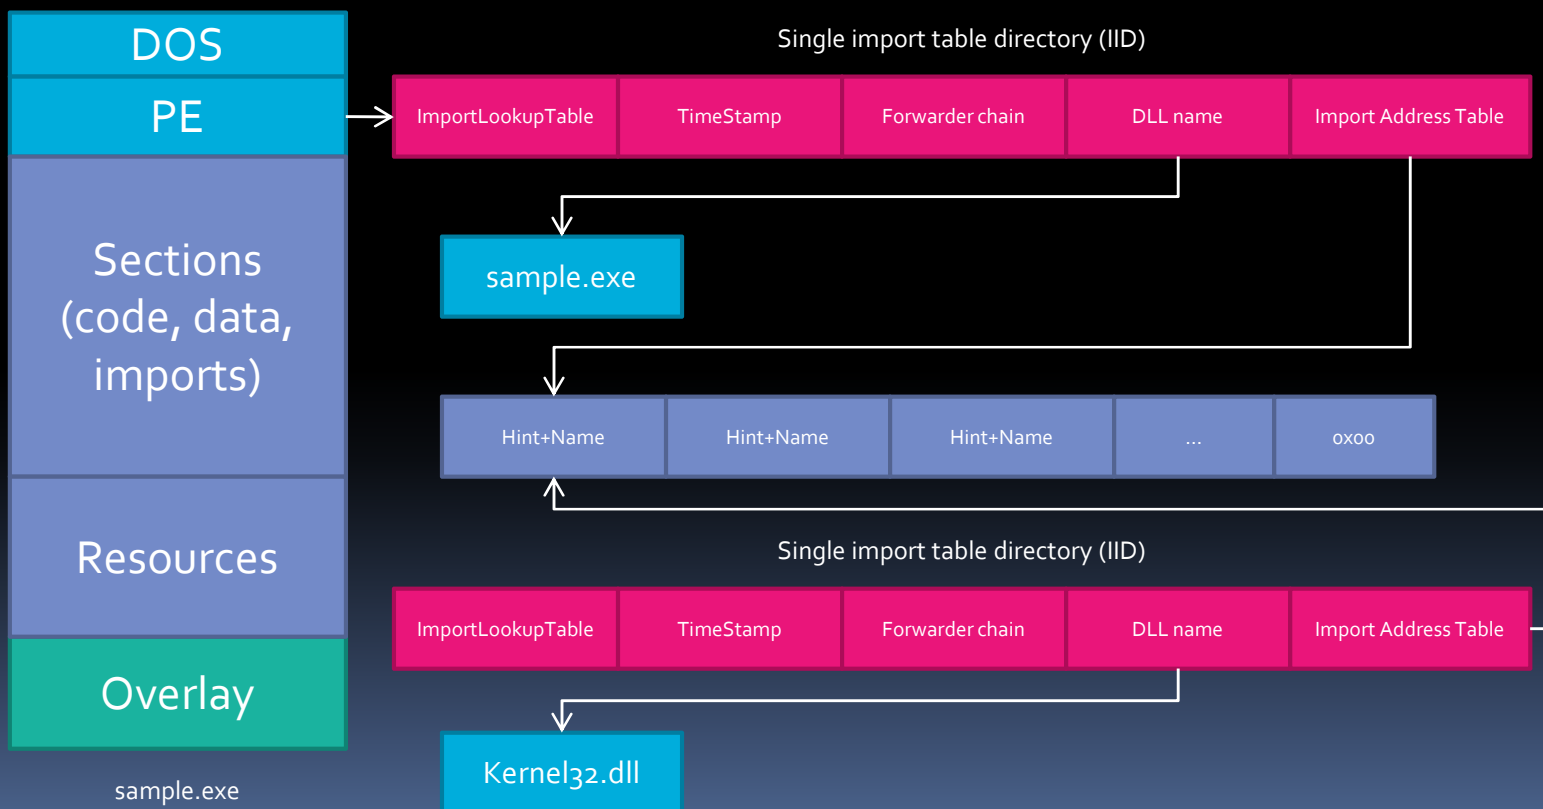 DOS
PE
Sections
(code, data,
imports)
Resources
Overlay
sample.exe
Single import table directory (IID)
ImportLookupTable
TimeStamp
Forwarder chain
DLL name
Import Address Table
sample.exe
Hint+Name
Hint+Name
Hint+Name
...
0x00
Single import table directory (IID)
ImportLookupTable
TimeStamp
Forwarder chain
DLL name
Import Address Table
Kernel32.dll